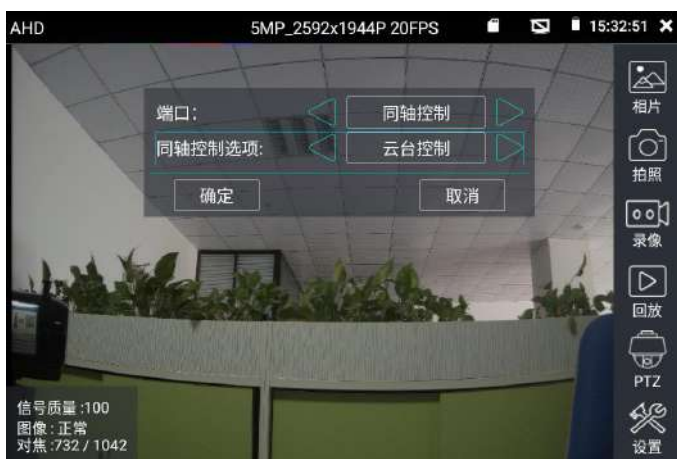 AHD 5MP_2592x1944P 20FPS 15:32:51
端口: 同轴控制
同轴控制选项: 云台控制
确定 取消
相片
拍照
录像
回放
PTZ
设置
信号质量:100
图像:正常
对焦:732 / 1042